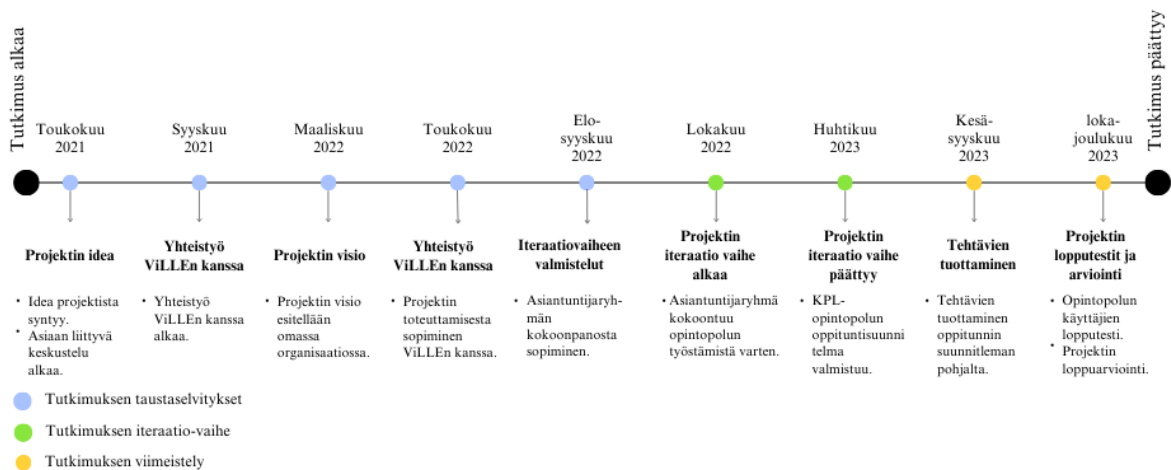 Tutkimus alkaa
Toukokuu
2021
Syyskuu
2021
Maaliskuu
2022
Toukokuu
2022
Elo-
syyskuu
2022
Lokakuu
2022
Huhtikuu
2023
Kesä-
syyskuu
2023
loka-
joulukuu
2023
Tutkimus päättyy
Projektin idea
• Idea projektista
syntyy.
• Asiaan liittyvä
keskustelu
alkaa.
Yhteistyö
ViLLEn kanssa
• Yhteistyö
ViLLEn kanssa
alkaa.
Projektin visio
• Projektin visio
esitellään
omassa
organisaatiossa.
Yhteistyö
ViLLEn kanssa
• Projektin
toteuttamisesta
sopiminen
ViLLEn kanssa.
Iteraatiovaiheen
valmistelut
• Asiantuntijaryh-
män
kokoonpanosta
sopiminen.
Projektin
iteraatio vaihe
alkaa
• Asiantuntijaryhmä
kokoontuu
opintopolun
työstämistä varten.
Projektin
iteraatio vaihe
päättyy
• KPL-
opintopolun
oppituntisuunni
telma
valmistuu.
Tehtävien
tuottaminen
• Tehtävien
tuottaminen
oppitunnin
suunnitleman
pohjalta.
Projektin
lopputestit ja
arviointi
• Opintopolun
käyttäjien
lopputesti.
• Projektin
loppuarviointi.
Tutkimuksen taustaselvitykset
Tutkimuksen iteraatio-vaihe
Tutkimuksen viimeistely